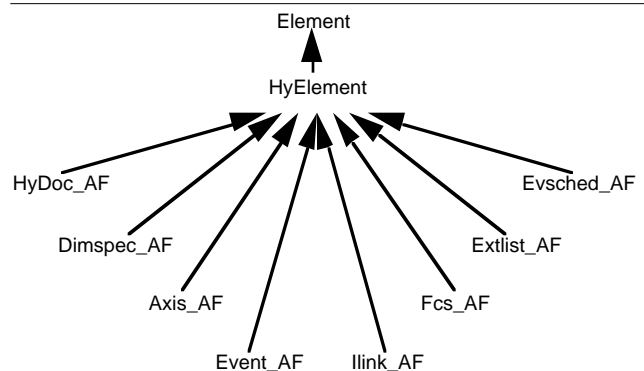 Element
HyElement
HyDoc_AF Evsched_AF
Dimspec_AF Extlist_AF
Axis_AF Fcs_AF
Event_AF Ilink_AF